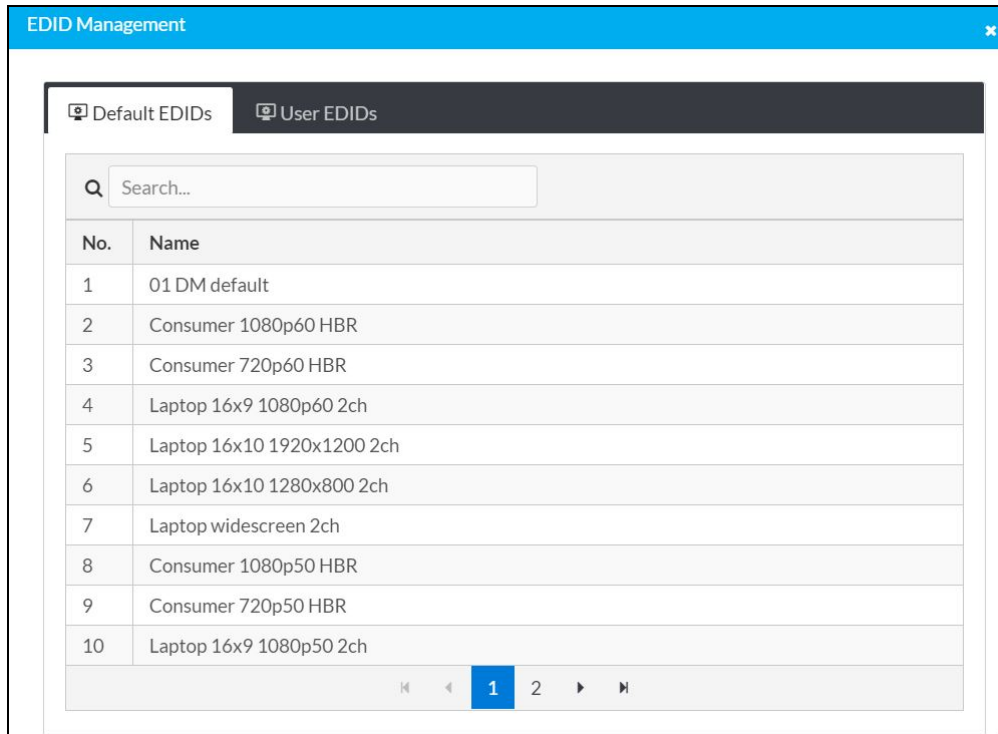 EDID Management
Default EDIDs User EDIDs
Search...
No. Name
1 01 DM default
2 Consumer 1080p60 HBR
3 Consumer 720p60 HBR
4 Laptop 16x9 1080p60 2ch
5 Laptop 16x10 1920x1200 2ch
6 Laptop 16x10 1280x800 2ch
7 Laptop widescreen 2ch
8 Consumer 1080p50 HBR
9 Consumer 720p50 HBR
10 Laptop 16x9 1080p50 2ch
1 2